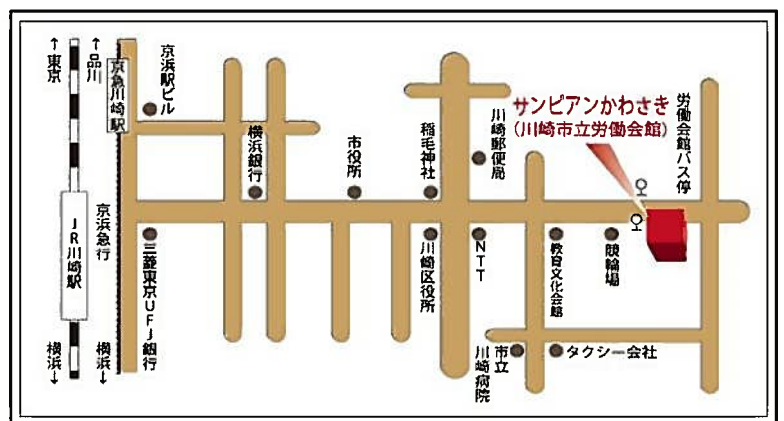 ↑東京
↑品川
京急川崎駅
京浜駅ビル
横浜銀行
市役所
稲毛神社
川崎郵便局
サンピアンかわさき
(川崎市立労働会館)
労働会館バス停
JR川崎駅
京浜急行
三菱東京UFJ銀行
川崎区役所
NTT
教育文化会館
競輪場
横浜↓
横浜↓
市立
川崎病院
タクシー会社